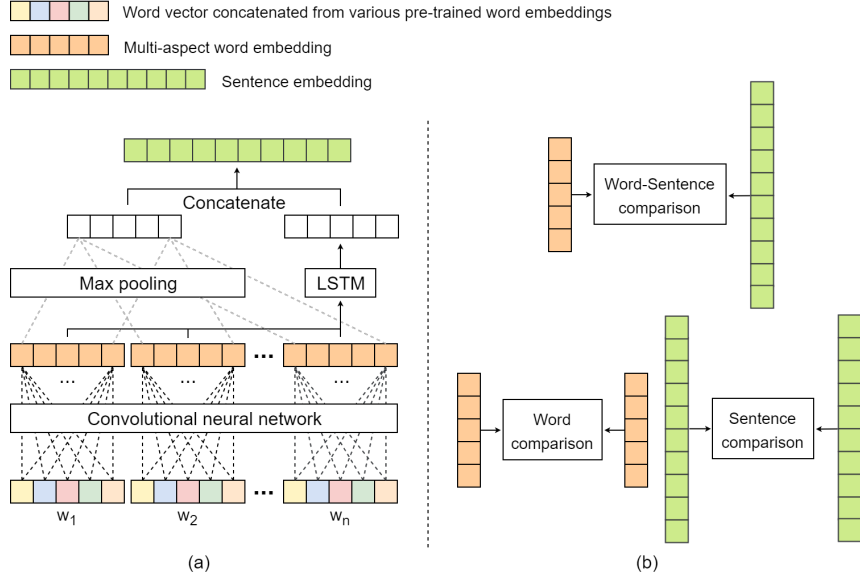 Word vector concatenated from various pre-trained word embeddings
Multi-aspect word embedding
Sentence embedding
Concatenate
Max pooling
LSTM
...
... ... ...
Convolutional neural network
...
w1 w2 wn
(a)
Word-Sentence
comparison
Word
comparison
Sentence
comparison
(b)